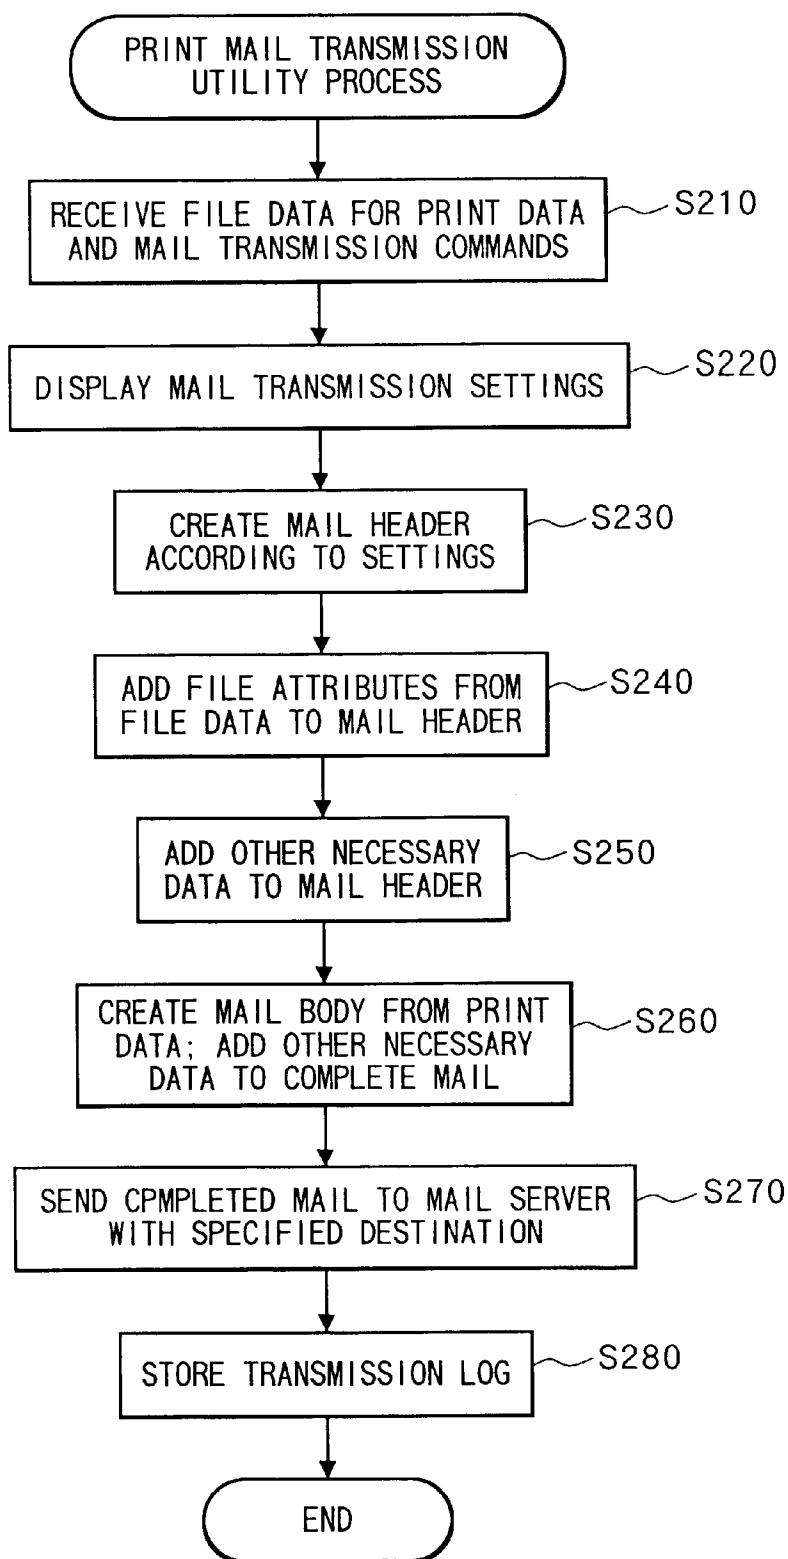 PRINT MAIL TRANSMISSION
UTILITY PROCESS
RECEIVE FILE DATA FOR PRINT DATA
AND MAIL TRANSMISSION COMMANDS
S210
DISPLAY MAIL TRANSMISSION SETTINGS
S220
CREATE MAIL HEADER
ACCORDING TO SETTINGS
S230
ADD FILE ATTRIBUTES FROM
FILE DATA TO MAIL HEADER
S240
ADD OTHER NECESSARY
DATA TO MAIL HEADER
S250
CREATE MAIL BODY FROM PRINT
DATA; ADD OTHER NECESSARY
DATA TO COMPLETE MAIL
S260
SEND CPMPLETED MAIL TO MAIL SERVER
WITH SPECIFIED DESTINATION
S270
STORE TRANSMISSION LOG
S280
END